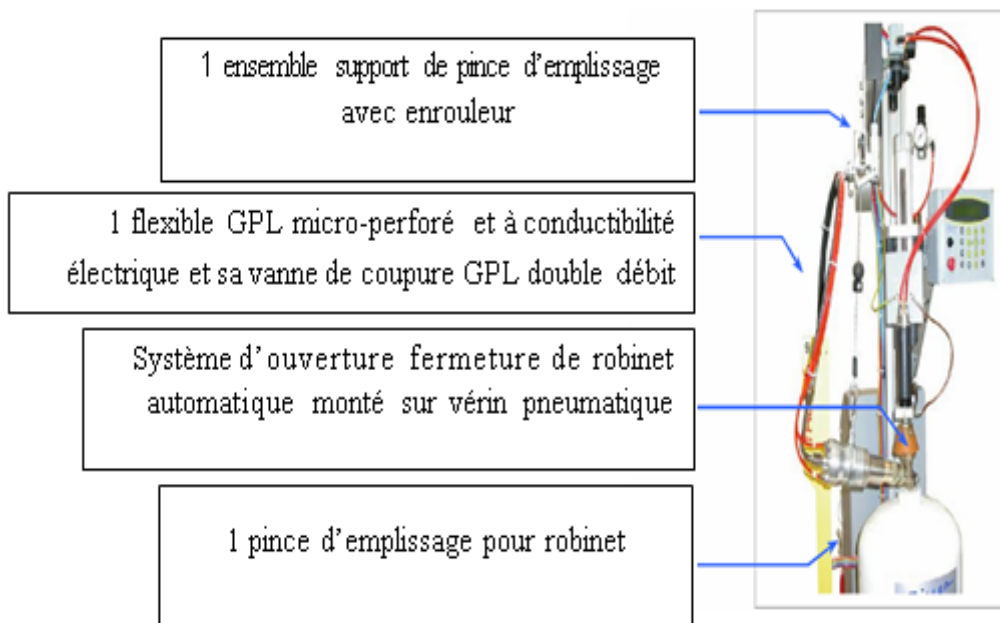 1 ensemble support de pince d'emplissage
avec enrouleur
1 flexible GPL micro-perforé et à conductibilité
électrique et sa vanne de coupure GPL double débit
Système d'ouverture fermeture de robinet
automatique monté sur vérin pneumatique
1 pince d'emplissage pour robinet